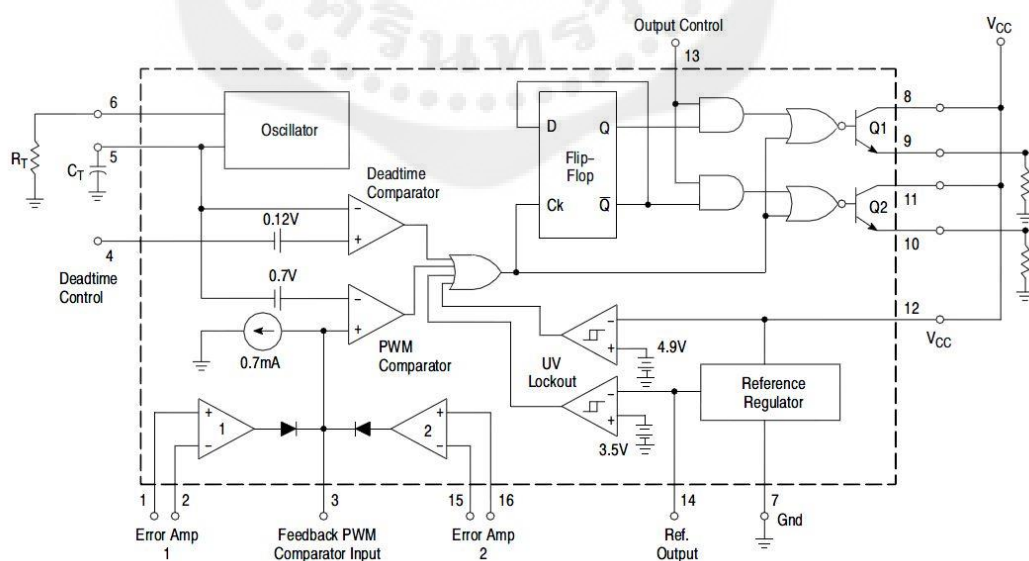 Output Control
VCC
13
6
Oscillator
8
D
Q
Q1
5
RT
CT
Flip–
Flop
9
Deadtime
Comparator
11
Ck
Q
Q2
0.12V
−
+
4
10
Deadtime
Control
0.7V
−
+
12
VCC
0.7mA
PWM
Comparator
UV
Lockout
−
+
4.9V
Reference
Regulator
+
−
1
+
−
2
−
+
3.5V
1
2
3
15
16
14
7
Error Amp
1
Feedback PWM
Comparator Input
Error Amp
2
Ref.
Output
Gnd